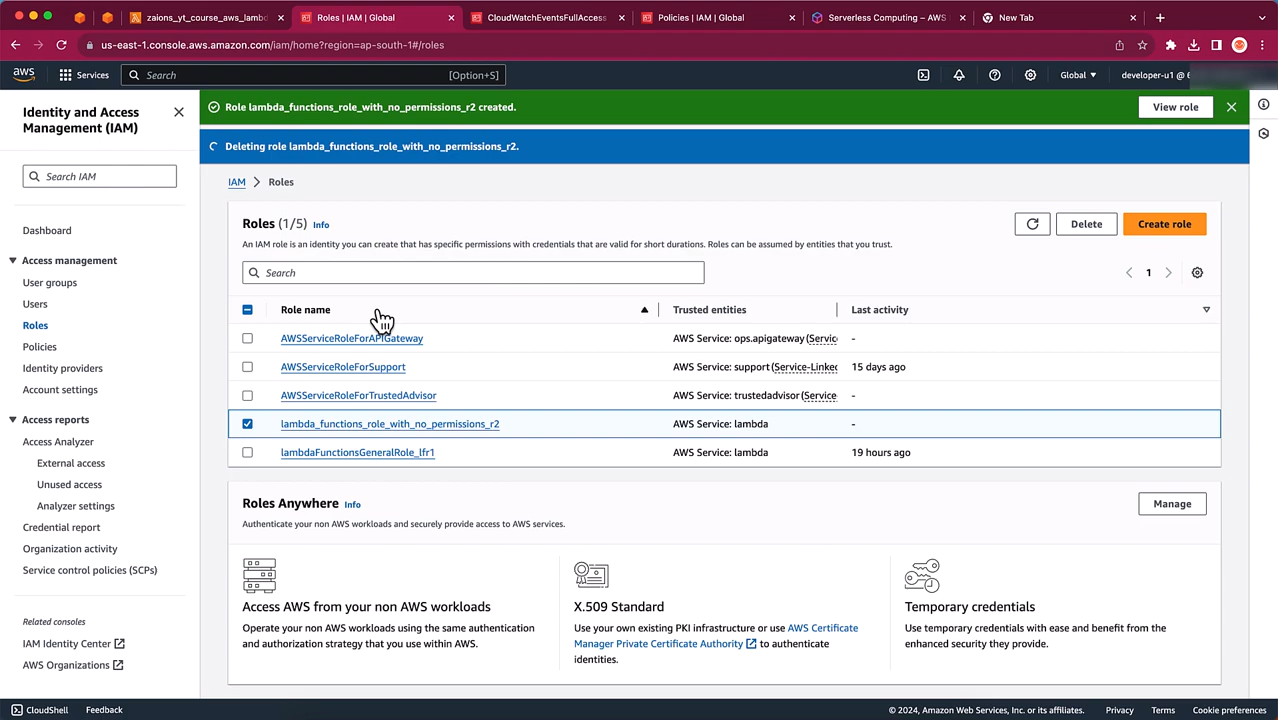 zaions_yt_course_aws_lambd
Roles | IAM | Global
CloudWatchEventsFullAccess
Policies | IAM | Global
Serverless Computing – AWS
New Tab
us-east-1.console.aws.amazon.com/iam/home?region=ap-south-1#/roles
aws
Services
Search
[Option+S]
Global
developer-u1 @ 6
Identity and Access
Management (IAM)
Search IAM
Dashboard
Access management
User groups
Users
Roles
Policies
Identity providers
Account settings
Access reports
Access Analyzer
External access
Unused access
Analyzer settings
Credential report
Organization activity
Service control policies (SCPs)
Related consoles
IAM Identity Center
AWS Organizations
Role lambda_functions_role_with_no_permissions_r2 created.
View role
Deleting role lambda_functions_role_with_no_permissions_r2.
IAM > Roles
Roles (1/5) Info
Delete
Create role
An IAM role is an identity you can create that has specific permissions with credentials that are valid for short durations. Roles can be assumed by entities that you trust.
Search
1
Role name
Trusted entities
Last activity
AWSServiceRoleForAPIGateway
AWS Service: ops.apigateway (Servic
-
AWSServiceRoleForSupport
AWS Service: support (Service-Linked
15 days ago
AWSServiceRoleForTrustedAdvisor
AWS Service: trustedadvisor (Service
-
lambda_functions_role_with_no_permissions_r2
AWS Service: lambda
-
lambdaFunctionsGeneralRole_lfr1
AWS Service: lambda
19 hours ago
Roles Anywhere Info
Manage
Authenticate your non AWS workloads and securely provide access to AWS services.
Access AWS from your non AWS workloads
Operate your non AWS workloads using the same authentication
and authorization strategy that you use within AWS.
X.509 Standard
Use your own existing PKI infrastructure or use AWS Certificate
Manager Private Certificate Authority to authenticate
identities.
Temporary credentials
Use temporary credentials with ease and benefit from the
enhanced security they provide.
CloudShell
Feedback
© 2024, Amazon Web Services, Inc. or its affiliates.
Privacy
Terms
Cookie preferences